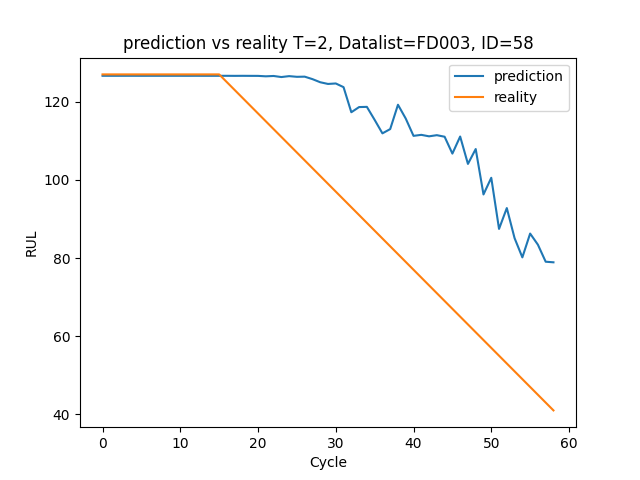 prediction vs reality T=2, Datalist=FD003, ID=58
prediction
reality
RUL
120
100
80
60
40
0 10 20 30 40 50 60
Cycle